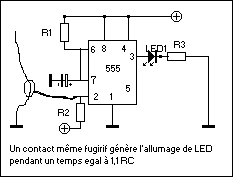 R1
6
8
4
3
LED1
R3
7
555
2
1
5
R2
Un contact même fugirif génère l'allumage de LED
pendant un temps egal à 1,1 RC